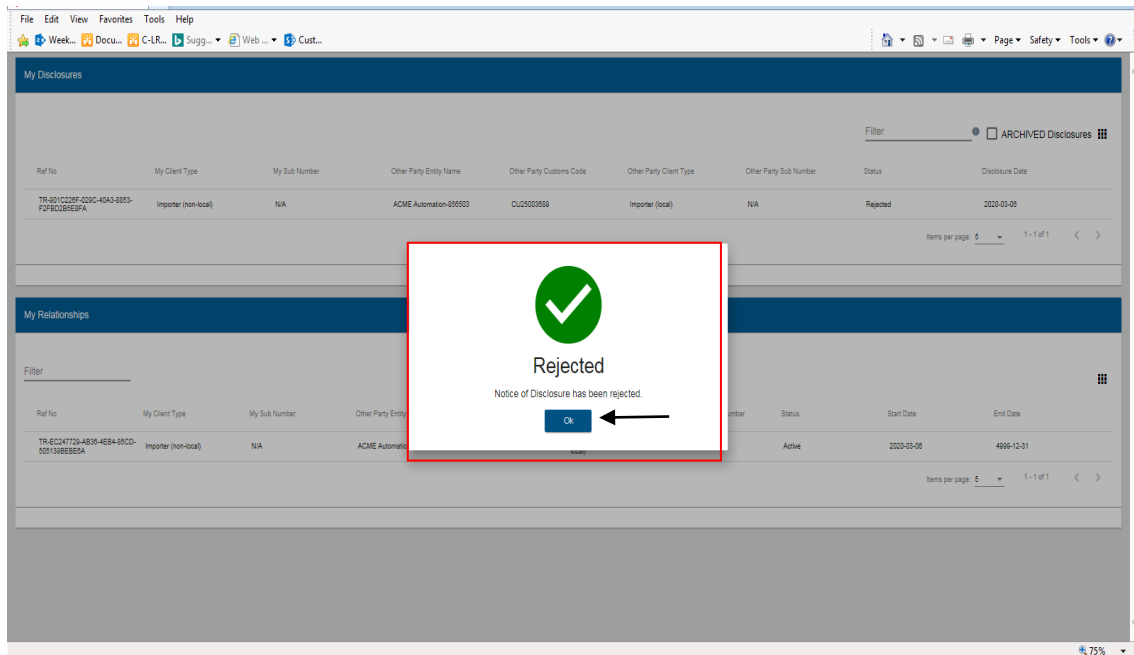 File Edit View Favorites Tools Help
Week... Docu... C-LR... Sugg... Web ... Cust...
Page Safety Tools
My Disclosures
Filter ARCHIVED Disclosures
Ref No My Client Type My Sub Number Other Party Entity Name Other Party Customs Code Other Party Client Type Other Party Sub Number Status Disclosure Date
TR-901C226F-029C-40A3-8853-
F2FBD2B5E8FA Importer (non-local) N/A ACME Automation-856503 CU25003689 Importer (local) N/A Rejected 2020-03-06
Items per page: 5 1 - 1 of 1
My Relationships
Filter
Rejected
Notice of Disclosure has been rejected.
Ok
Ref No My Client Type My Sub Number Other Party Entity umber Status Start Date End Date
TR-EC247729-AB36-4EB4-85CD-
505139BEBE6A Importer (non-local) N/A ACME Automatio local) Active 2020-03-06 4999-12-31
Items per page: 5 1 - 1 of 1
75%